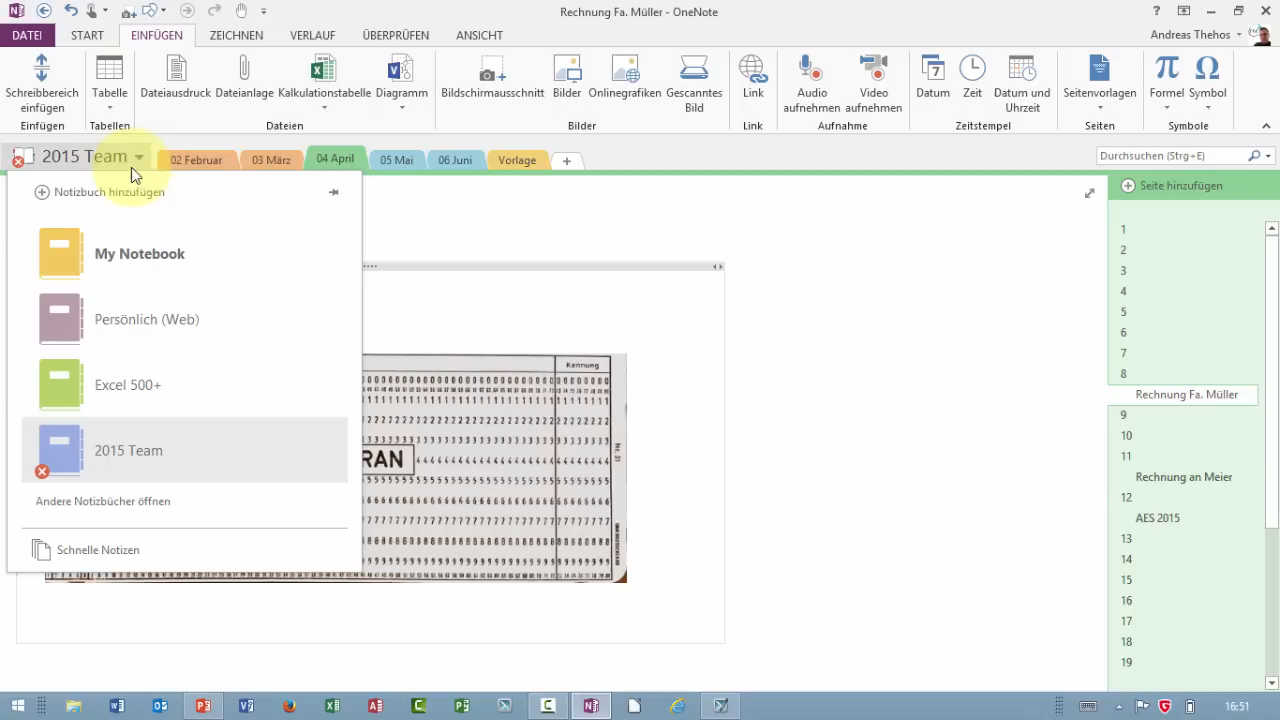 Rechnung Fa. Müller - OneNote
DATEI START EINFÜGEN ZEICHNEN VERLAUF ÜBERPRÜFEN ANSICHT
Andreas Thehos
Schreibbereich einfügen
Tabelle
Dateiausdruck
Dateianlage
Kalkulationstabelle
Diagramm
Bildschirmausschnitt
Bilder
Onlinegrafiken
Gescanntes Bild
Link
Audio aufnehmen
Video aufnehmen
Datum
Zeit
Datum und Uhrzeit
Seitenvorlagen
Formel
Symbol
Einfügen Tabellen Dateien Bilder Link Aufnahme Zeitstempel Seiten Symbole
2015 Team 02 Februar 03 März 04 April 05 Mai 06 Juni Vorlage
Durchsuchen (Strg+E)
Notizbuch hinzufügen
My Notebook
Persönlich (Web)
Excel 500+
2015 Team
Andere Notizbücher öffnen
Schnelle Notizen
Kennung
RAN
Nr. 31
Seite hinzufügen
1
2
3
4
5
6
7
8
Rechnung Fa. Müller
9
10
11
Rechnung an Meier
12
AES 2015
13
14
15
16
17
18
19
16:51